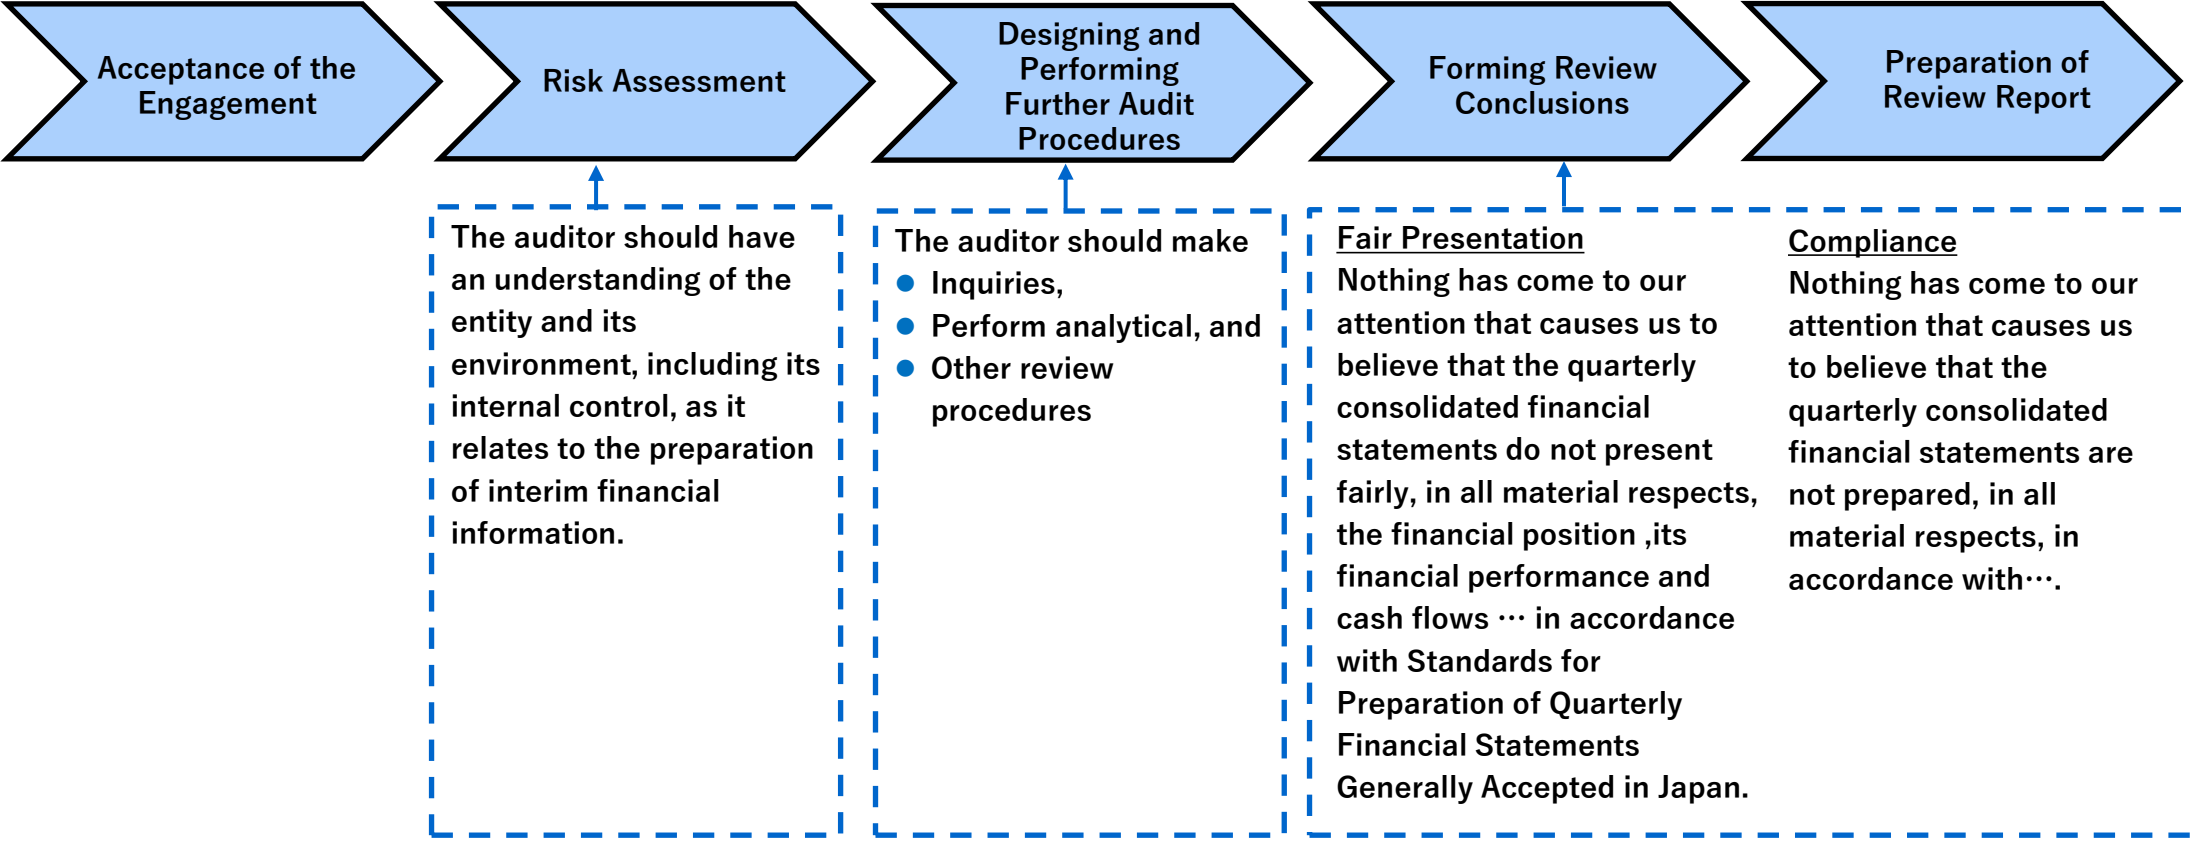 Acceptance of the
Engagement
Risk Assessment
Designing and
Performing
Further Audit
Procedures
Forming Review
Conclusions
Preparation of
Review Report
The auditor should have
an understanding of the
entity and its
environment, including its
internal control, as it
relates to the preparation
of interim financial
information.
The auditor should make
● Inquiries,
● Perform analytical, and
● Other review
procedures
Fair Presentation
Nothing has come to our
attention that causes us to
believe that the quarterly
consolidated financial
statements do not present
fairly, in all material respects,
the financial position ,its
financial performance and
cash flows ⋯ in accordance
with Standards for
Preparation of Quarterly
Financial Statements
Generally Accepted in Japan.
Compliance
Nothing has come to our
attention that causes us
to believe that the
quarterly consolidated
financial statements are
not prepared, in all
material respects, in
accordance with⋯.